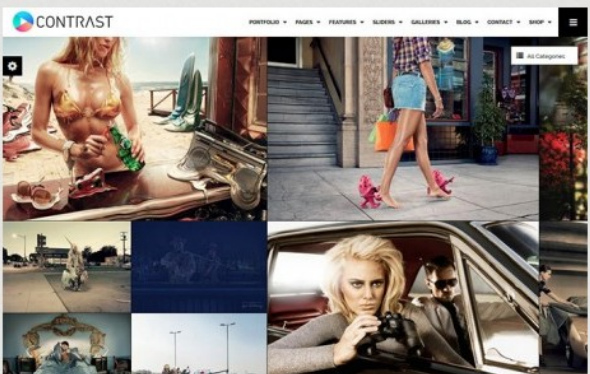 CONTRAST
PORTFOLIO PAGES FEATURES SLIDERS GALLERIES BLOG CONTACT SHOP
All Categories